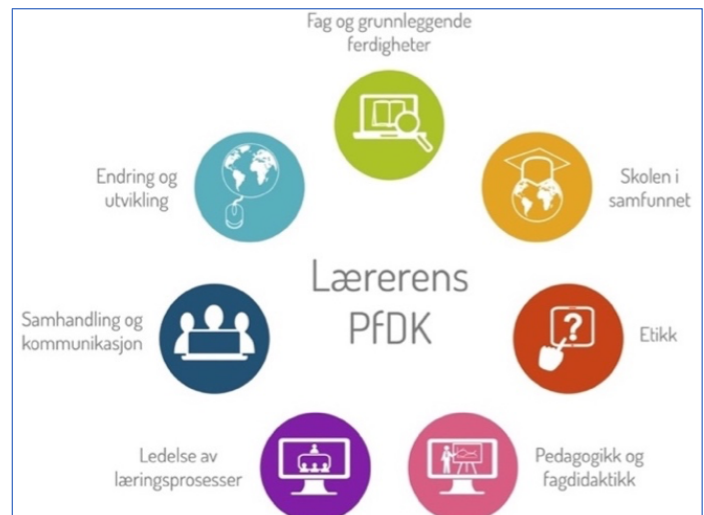 Fag og grunnleggende
ferdigheter
Endring og
utvikling
Skolen i
samfunnet
Lærerens
PfDK
Samhandling og
kommunikasjon
?
Etikk
Ledelse av
læringsprosesser
Pedagogikk og
fagdidaktikk